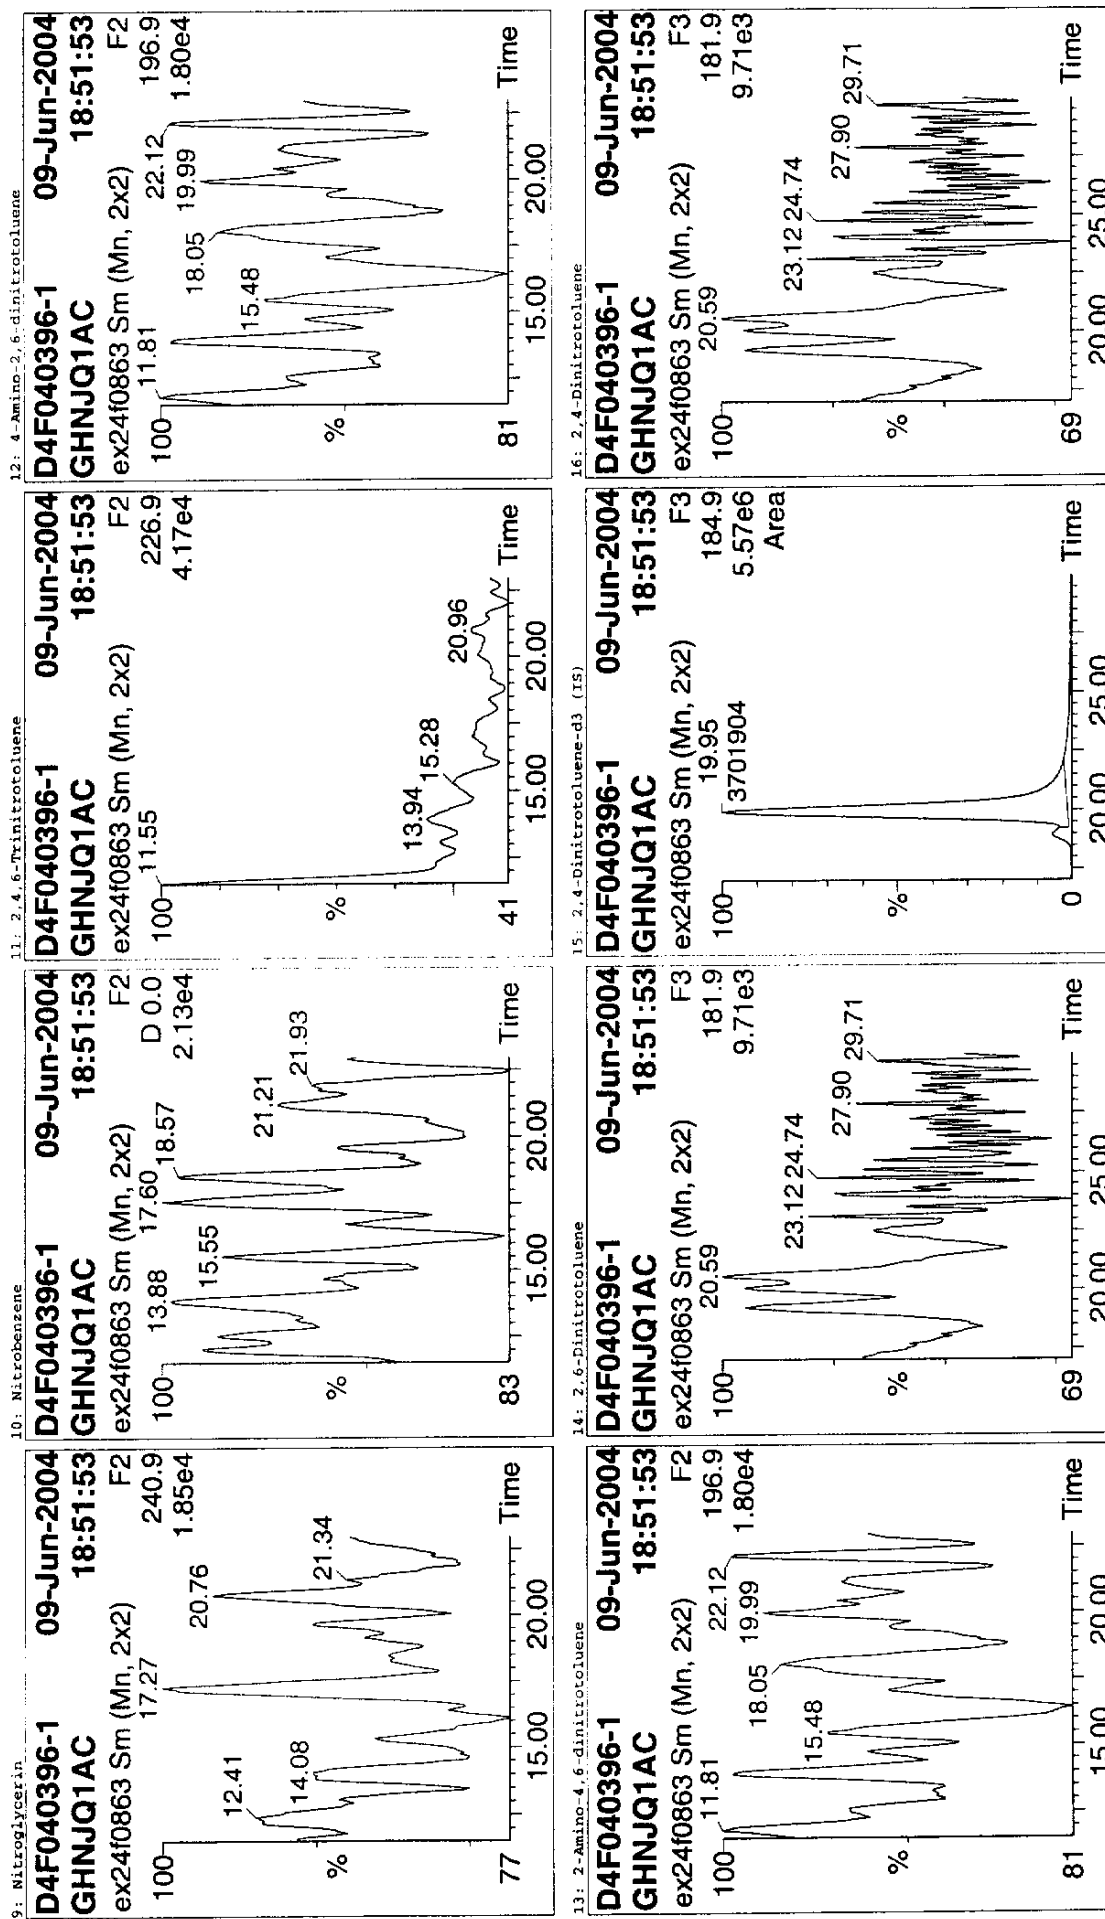 9: Nitroglycerin
D4F040396-1 09-Jun-2004
GHNJQ1AC 18:51:53
ex24f0863 Sm (Mn, 2x2) F2
240.9
1.85e4
100
%
77
12.41
14.08
17.27
20.76
21.34
15.00 20.00
Time
10: Nitrobenzene
D4F040396-1 09-Jun-2004
GHNJQ1AC 18:51:53
ex24f0863 Sm (Mn, 2x2) F2
D 0.0
2.13e4
100
%
83
13.88
15.55
17.60
18.57
21.21
21.93
15.00 20.00
Time
11: 2,4,6-Trinitrotoluene
D4F040396-1 09-Jun-2004
GHNJQ1AC 18:51:53
ex24f0863 Sm (Mn, 2x2) F2
226.9
4.17e4
100
%
41
11.55
13.94
15.28
20.96
15.00 20.00
Time
12: 4-Amino-2,6-dinitrotoluene
D4F040396-1 09-Jun-2004
GHNJQ1AC 18:51:53
ex24f0863 Sm (Mn, 2x2) F2
196.9
1.80e4
100
%
81
11.81
15.48
18.05
19.99
22.12
15.00 20.00
Time
13: 2-Amino-4,6-dinitrotoluene
D4F040396-1 09-Jun-2004
GHNJQ1AC 18:51:53
ex24f0863 Sm (Mn, 2x2) F2
196.9
1.80e4
100
%
81
11.81
15.48
18.05
19.99
22.12
15.00 20.00
Time
14: 2,6-Dinitrotoluene
D4F040396-1 09-Jun-2004
GHNJQ1AC 18:51:53
ex24f0863 Sm (Mn, 2x2) F3
181.9
9.71e3
100
%
69
20.59
23.12 24.74
27.90
29.71
20.00 25.00
Time
15: 2,4-Dinitrotoluene-d3 (IS)
D4F040396-1 09-Jun-2004
GHNJQ1AC 18:51:53
ex24f0863 Sm (Mn, 2x2) F3
184.9
5.57e6
Area
100
%
0
19.95
3701904
20.00 25.00
Time
16: 2,4-Dinitrotoluene
D4F040396-1 09-Jun-2004
GHNJQ1AC 18:51:53
ex24f0863 Sm (Mn, 2x2) F3
181.9
9.71e3
100
%
69
20.59
23.12 24.74
27.90
29.71
20.00 25.00
Time